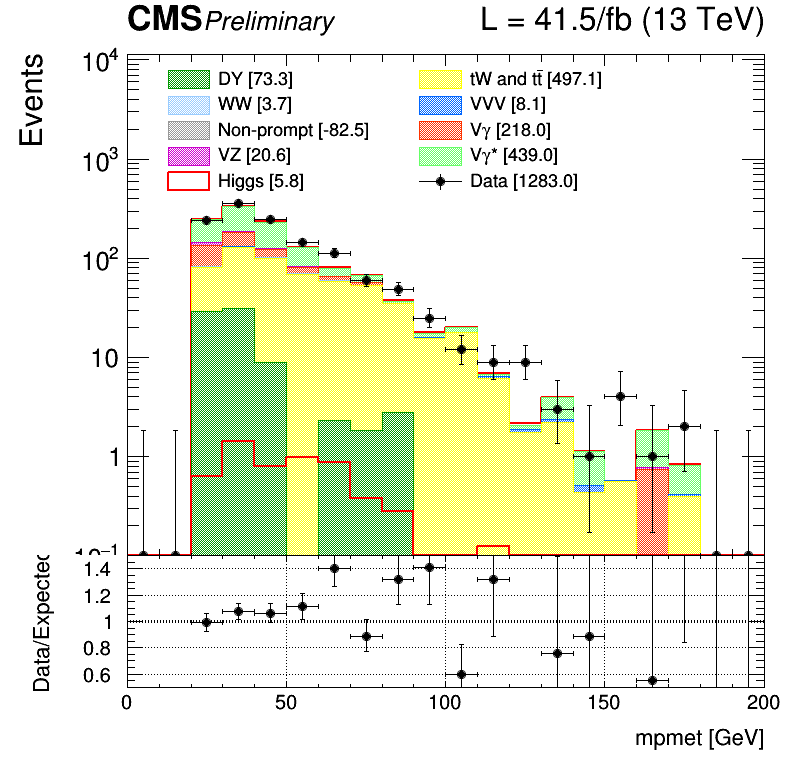 CMS Preliminary L = 41.5/fb (13 TeV)
Events
10⁴
10³
10²
10
1
10⁻¹
DY [73.3]
WW [3.7]
Non-prompt [-82.5]
VZ [20.6]
Higgs [5.8]
tW and tt̄ [497.1]
VVV [8.1]
Vγ [218.0]
Vγ* [439.0]
Data [1283.0]
Data/Expected
1.4
1.2
1
0.8
0.6
0 50 100 150 200
mpmet [GeV]